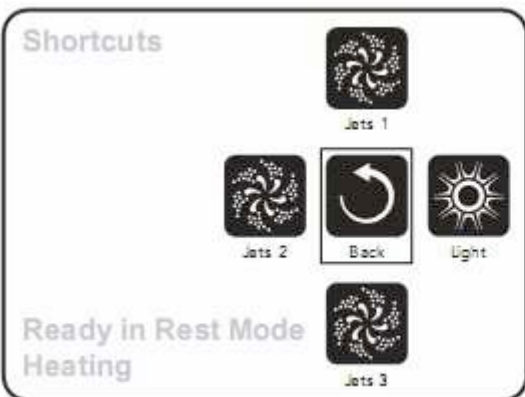 Shortcuts
Jets 1
Jets 2
Back
Light
Ready in Rest Mode
Heating
Jets 3